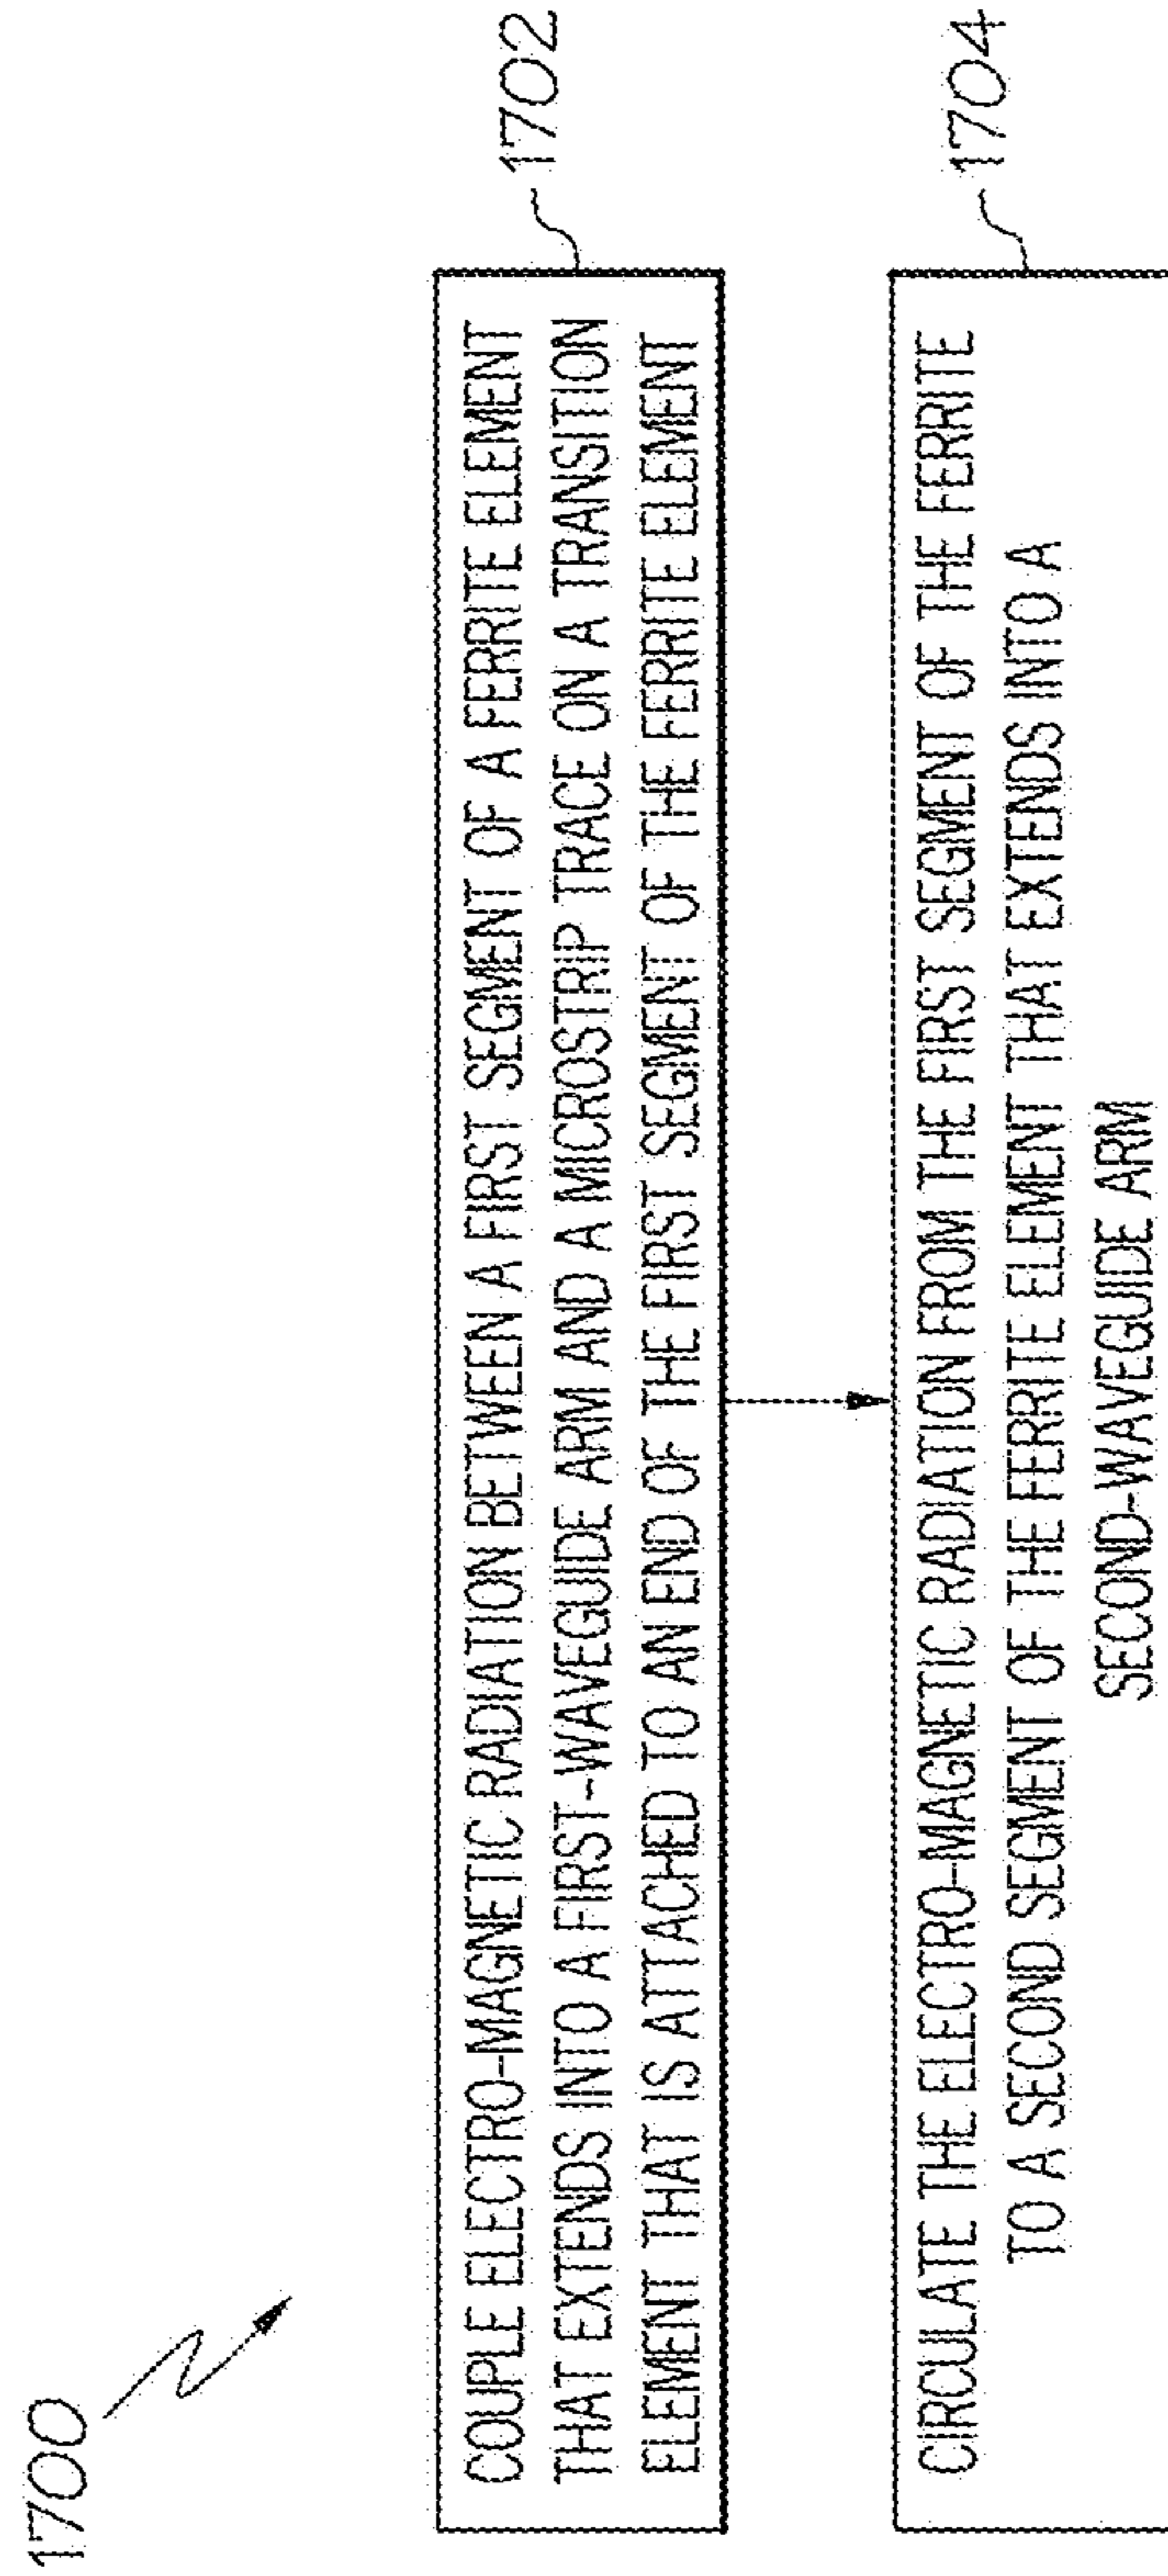 1700
COUPLE ELECTRO-MAGNETIC RADIATION BETWEEN A FIRST SEGMENT OF A FERRITE ELEMENT
THAT EXTENDS INTO A FIRST-WAVEGUIDE ARM AND A MICROSTRIP TRACE ON A TRANSITION
ELEMENT THAT IS ATTACHED TO AN END OF THE FIRST SEGMENT OF THE FERRITE ELEMENT
1702
CIRCULATE THE ELECTRO-MAGNETIC RADIATION FROM THE FIRST SEGMENT OF THE FERRITE
TO A SECOND SEGMENT OF THE FERRITE ELEMENT THAT EXTENDS INTO A
SECOND-WAVEGUIDE ARM
1704